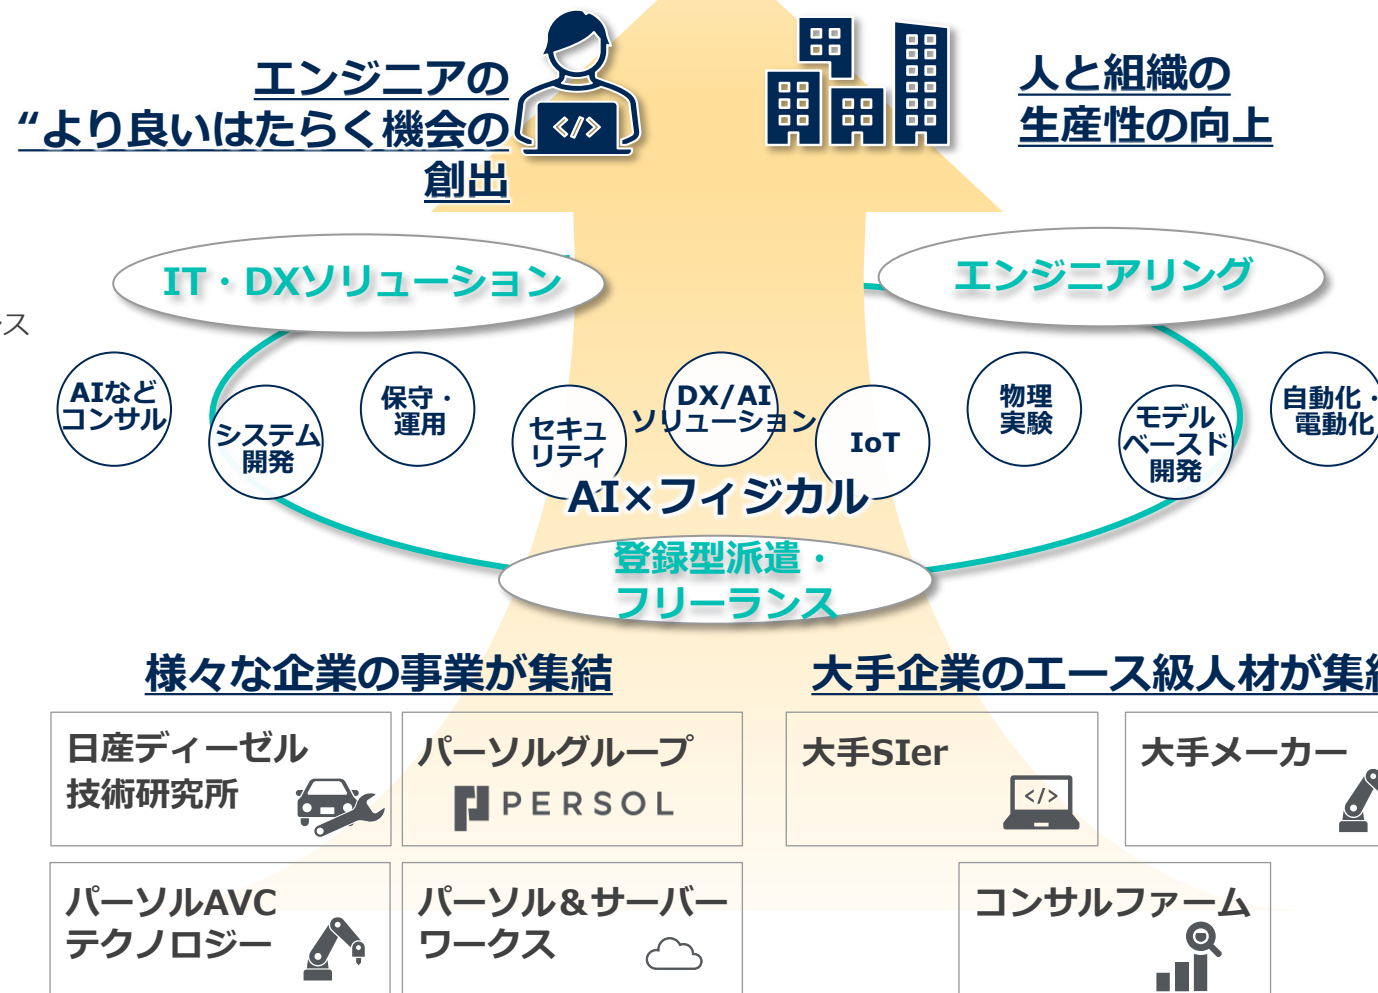 エンジニアの
“より良いはたらく機会の
創出
</>
人と組織の
生産性の向上
IT・DXソリューション
エンジニアリング
ス
AIなど
コンサル
システム
開発
保守・
運用
セキュ
リティ
DX/AI
ソリューション
IoT
物理
実験
モデル
ベースド
開発
自動化・
電動化
AI×フィジカル
登録型派遣・
フリーランス
様々な企業の事業が集結
大手企業のエース級人材が集
日産ディーゼル
技術研究所
パーソルグループ
PERSOL
大手SIer
</>
大手メーカー
パーソルAVC
テクノロジー
パーソル&サーバー
ワークス
コンサルファーム